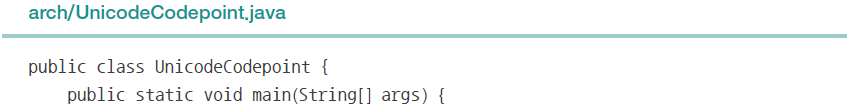 arch/UnicodeCodepoint.java
public class UnicodeCodepoint {
    public static void main(String[] args) {